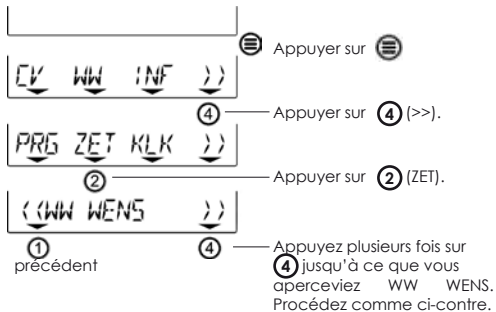 Appuyer sur
CV WW INF >>
4 Appuyer sur 4 (>>).
PRG ZET KLK >>
2 Appuyer sur 2 (ZET).
<<WW WENS >>
1 4 Appuyez plusieurs fois sur
précédent 4 jusqu'à ce que vous
aperceviez WW WENS.
Procédez comme ci-contre.